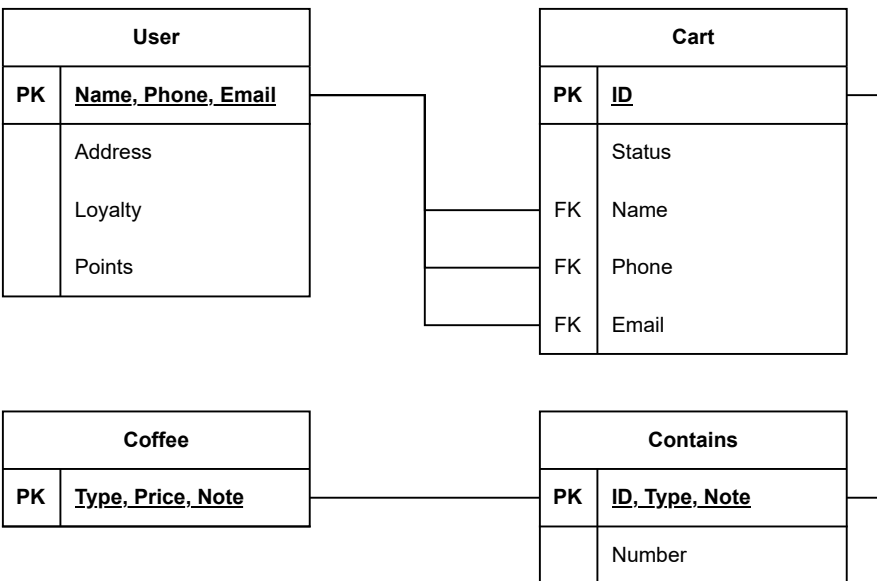 User
PK Name, Phone, Email
Address
Loyalty
Points
Cart
PK ID
Status
FK Name
FK Phone
FK Email
Coffee
PK Type, Price, Note
Contains
PK ID, Type, Note
Number